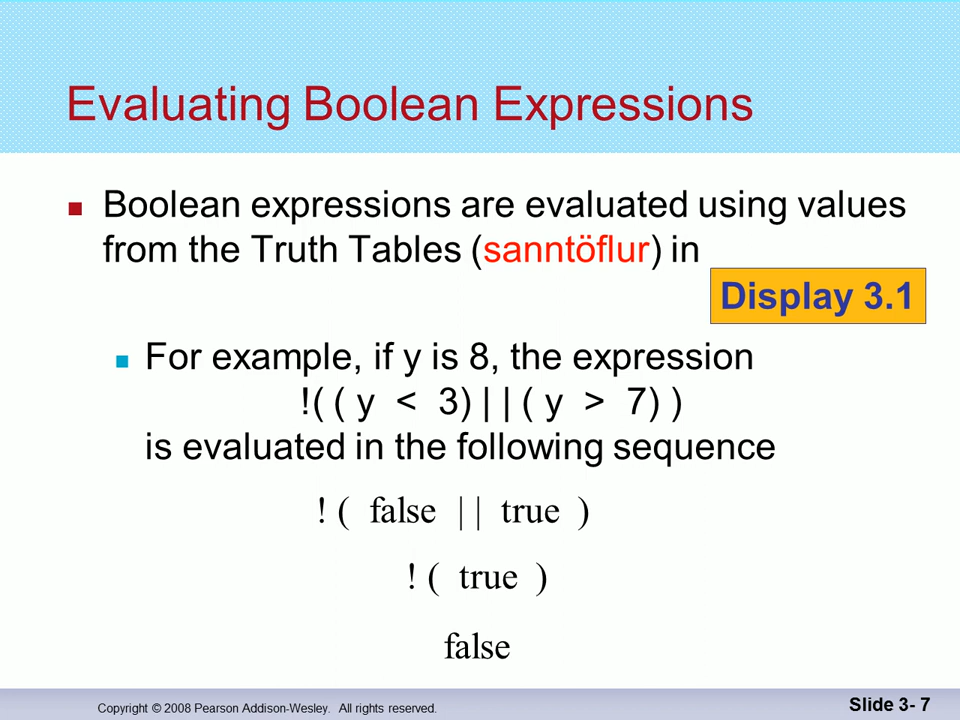 Evaluating Boolean Expressions
Boolean expressions are evaluated using values
from the Truth Tables (sanntöflur) in
Display 3.1
For example, if y is 8, the expression
!( ( y < 3) | | ( y > 7) )
is evaluated in the following sequence
! ( false | | true )
! ( true )
false
Copyright © 2008 Pearson Addison-Wesley. All rights reserved.
Slide 3- 7